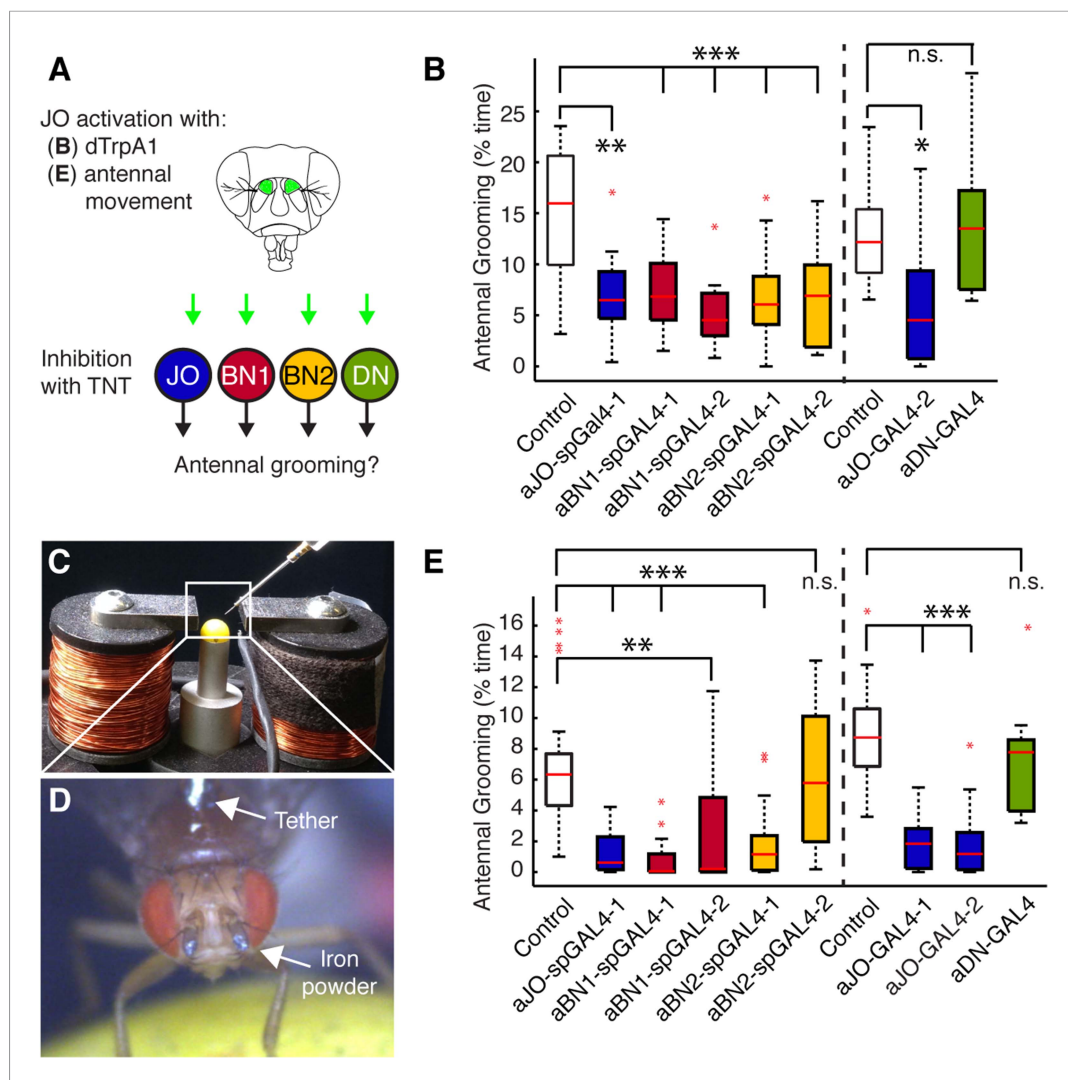 A
JO activation with:
(B) dTrpA1
(E) antennal
movement
Inhibition
with TNT
JO
BN1
BN2
DN
Antennal grooming?
B
Antennal Grooming (% time)
25
20
15
10
5
0
***
**
n.s.
*
Control
aJO-spGal4-1
aBN1-spGAL4-1
aBN1-spGAL4-2
aBN2-spGAL4-1
aBN2-spGAL4-2
Control
aJO-GAL4-2
aDN-GAL4
C
D
Tether
Iron
powder
E
Antennal Grooming (% time)
16
14
12
10
8
6
4
2
0
n.s.
***
**
n.s.
***
Control
aJO-spGAL4-1
aBN1-spGAL4-1
aBN1-spGAL4-2
aBN2-spGAL4-1
aBN2-spGAL4-2
Control
aJO-GAL4-1
aJO-GAL4-2
aDN-GAL4